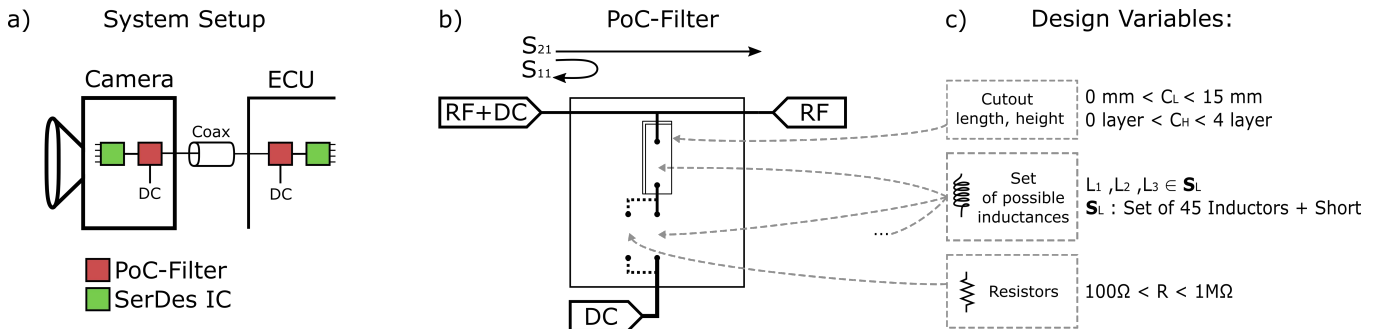 a) System Setup
Camera
ECU
Coax
DC
DC
PoC-Filter
SerDes IC
b) PoC-Filter
S21
S11
RF+DC
RF
DC
c) Design Variables:
Cutout
length, height
0 mm < CL < 15 mm
0 layer < CH < 4 layer
Set
of possible
inductances
...
L1 ,L2 ,L3 ∈ SL
SL : Set of 45 Inductors + Short
Resistors
100Ω < R < 1MΩ